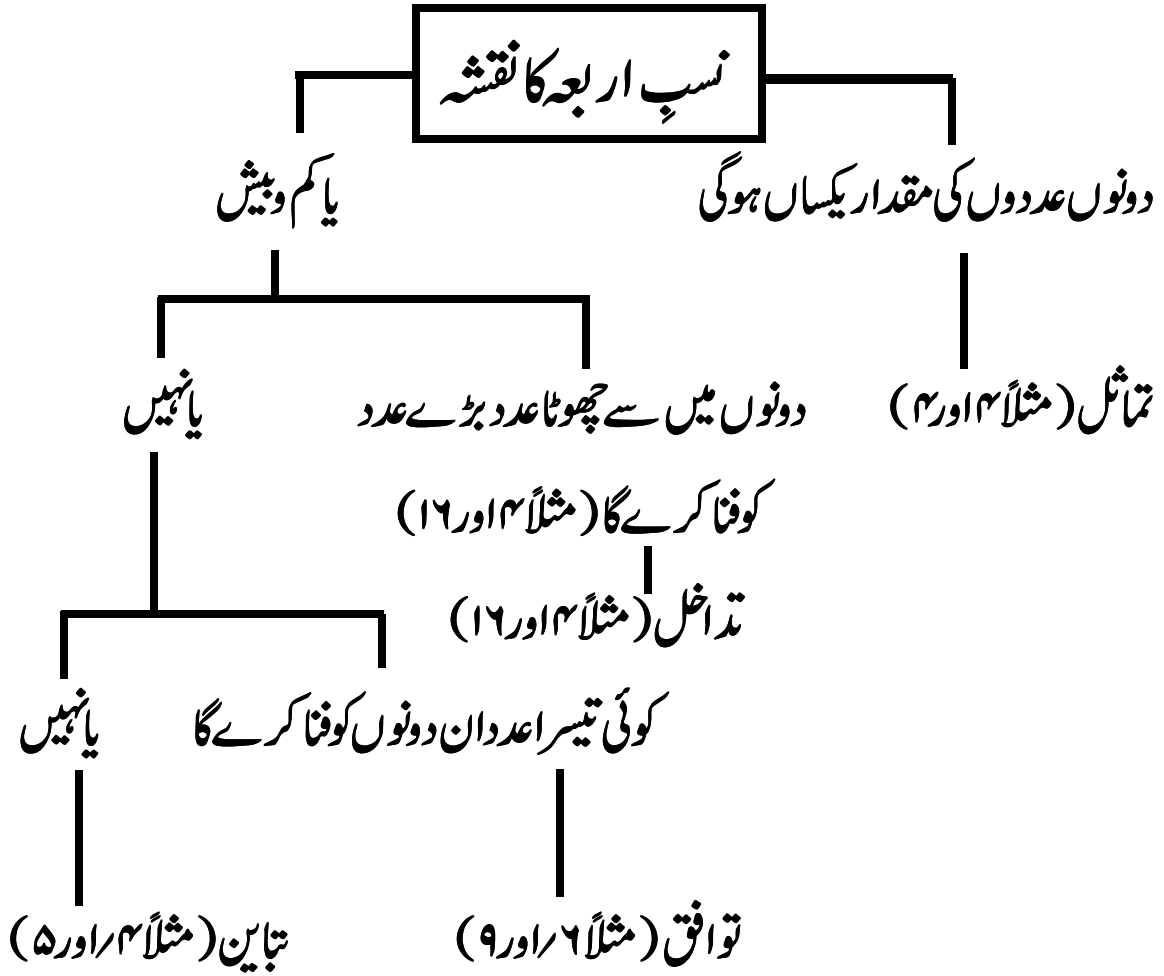 نسبِ اربعہ کا نقشہ
دونوں عددوں کی مقدار یکساں ہوگی
یا کم و بیش
تماثل (مثلاً ۴ اور ۴)
دونوں میں سے چھوٹا عدد بڑے عدد
یا نہیں
کو فنا کرے گا (مثلاً ۴ اور ۱۶)
تداخل (مثلاً ۴ اور ۱۶)
کوئی تیسرا عدد ان دونوں کو فنا کرے گا
یا نہیں
توافق (مثلاً ۶/ اور ۹)
تباین (مثلاً ۴/ اور ۵)